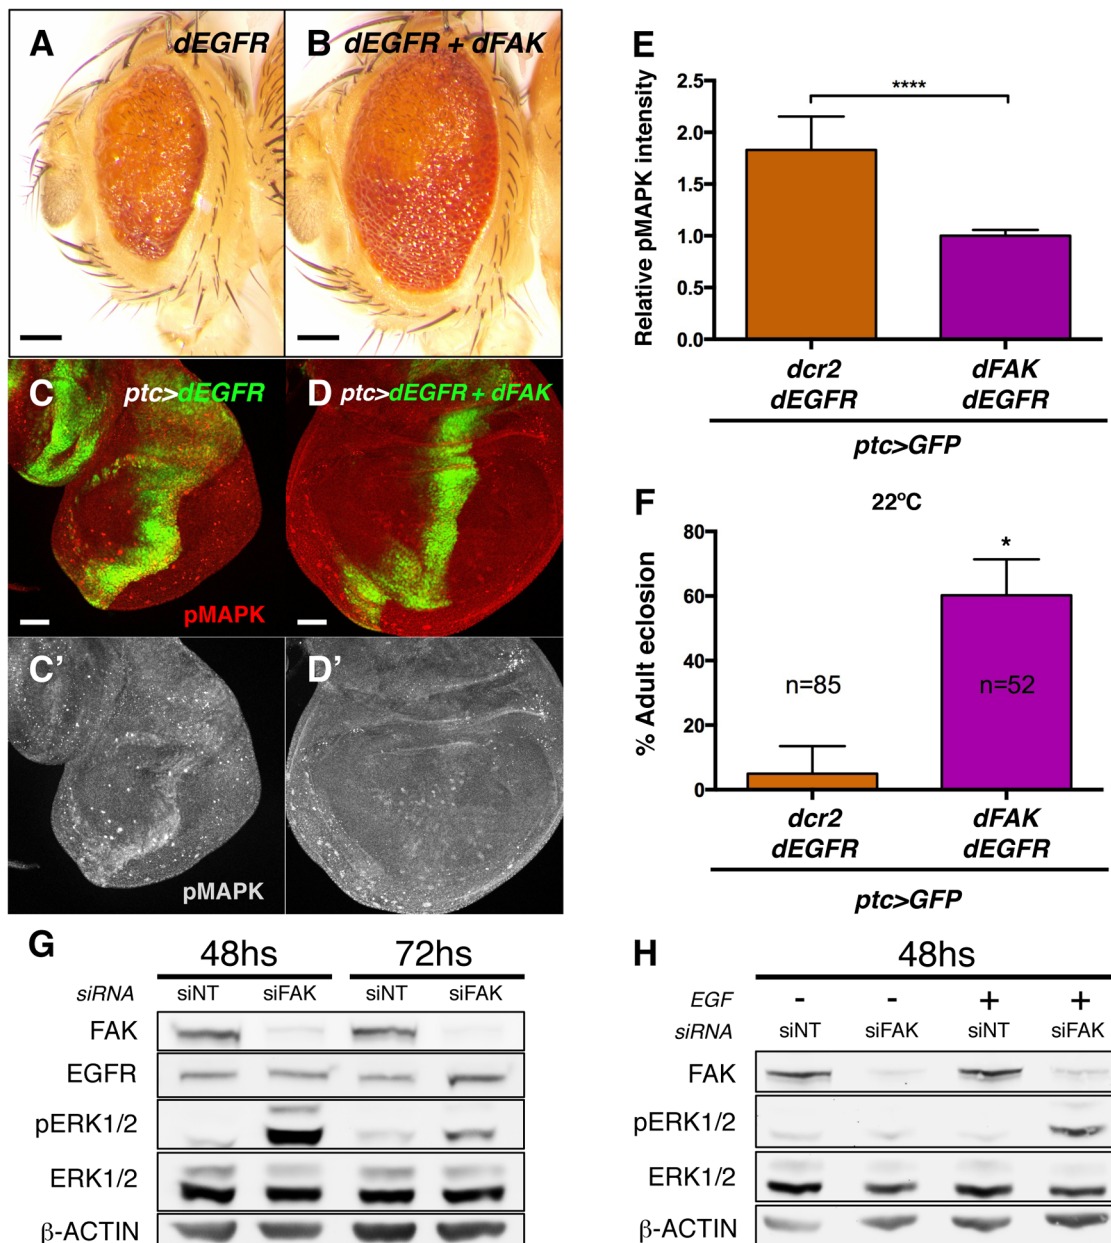 A dEGFR
B dEGFR + dFAK
C ptc>dEGFR
pMAPK
D ptc>dEGFR + dFAK
C'
pMAPK
D'
E
Relative pMAPK intensity
2.5
2.0
1.5
1.0
0.5
0.0
****
dcr2 dFAK
dEGFR dEGFR
ptc>GFP
F
22ºC
% Adult eclosion
80
60
40
20
0
*
n=85 n=52
dcr2 dFAK
dEGFR dEGFR
ptc>GFP
G
48hs 72hs
siRNA siNT siFAK siNT siFAK
FAK
EGFR
pERK1/2
ERK1/2
β-ACTIN
H
48hs
EGF - - + +
siRNA siNT siFAK siNT siFAK
FAK
pERK1/2
ERK1/2
β-ACTIN